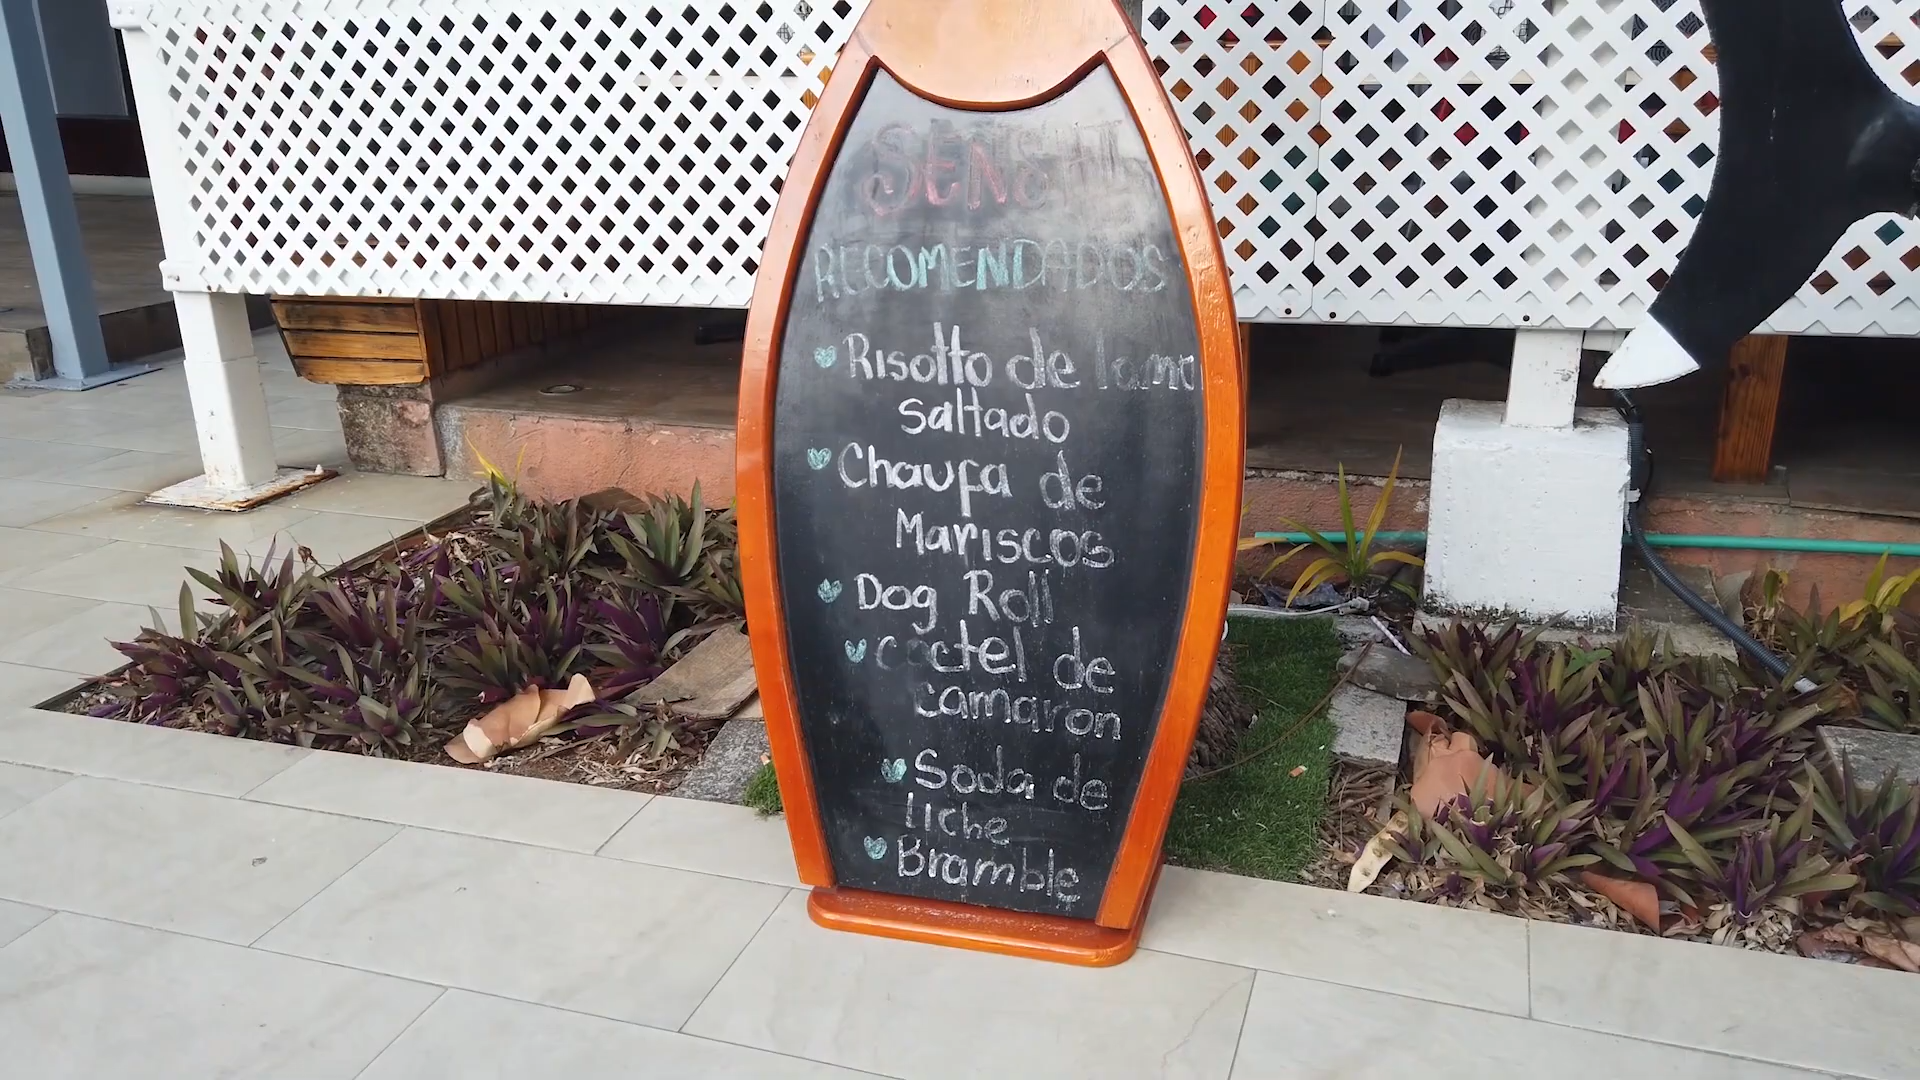 RECOMENDADOS
Risotto de lomo
saltado
Chaufa de
Mariscos
Dog Roll
Coctel de
camaron
Soda de
liche
Bramble